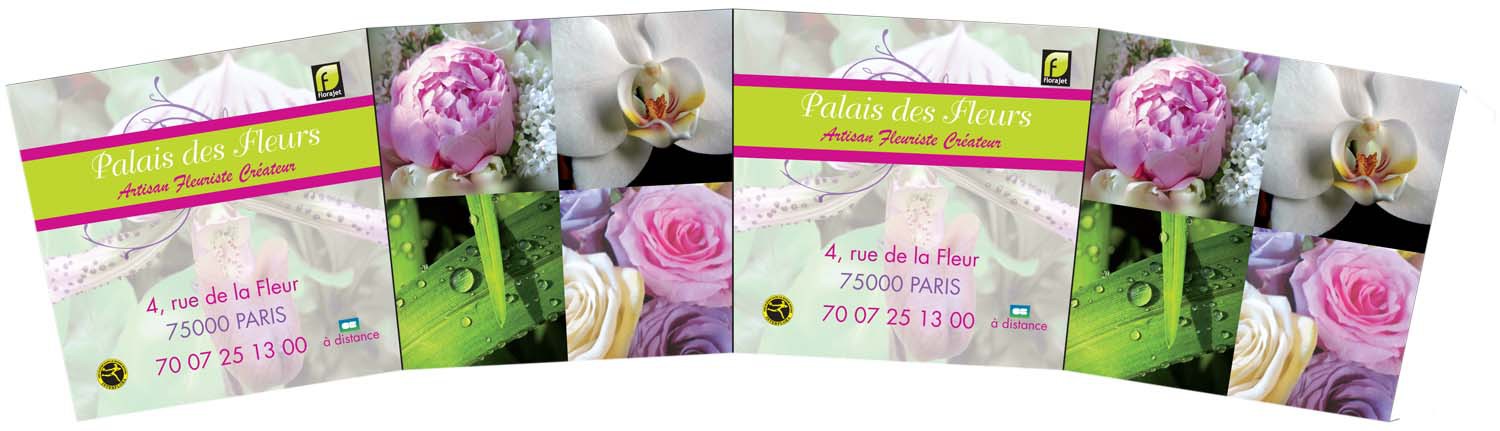 florajet
Palais des Fleurs
Artisan Fleuriste Créateur
4, rue de la Fleur
75000 PARIS
70 07 25 13 00
à distance
florajet
Palais des Fleurs
Artisan Fleuriste Créateur
4, rue de la Fleur
75000 PARIS
70 07 25 13 00
à distance